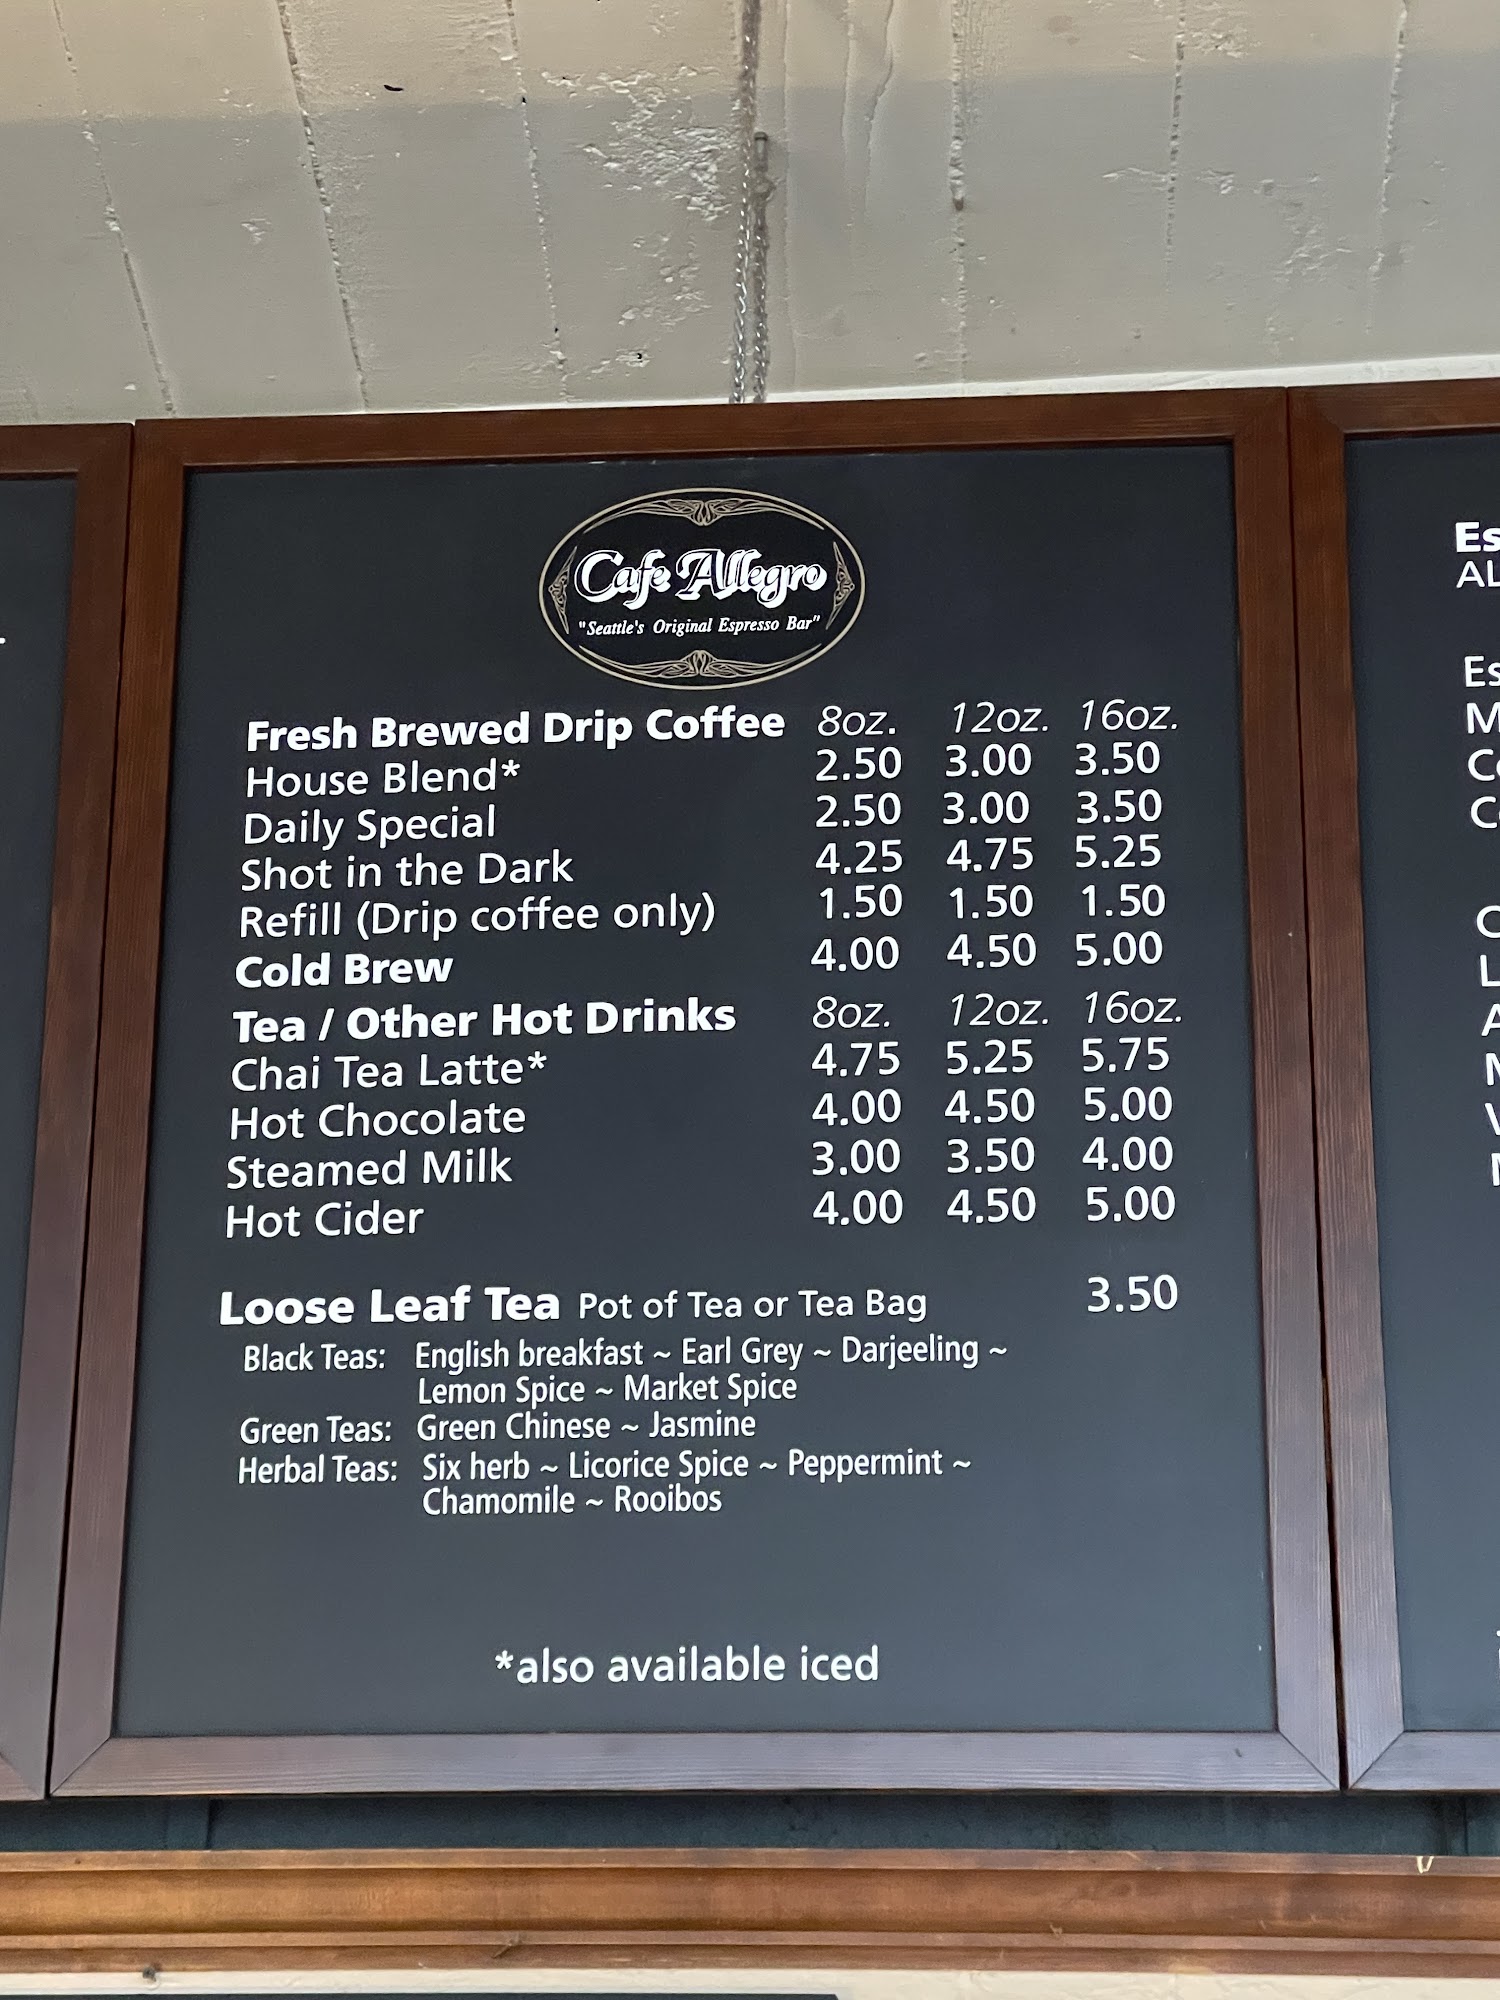 Cafe Allegro
"Seattle's Original Espresso Bar"
Fresh Brewed Drip Coffee 8oz. 12oz. 16oz.
House Blend* 2.50 3.00 3.50
Daily Special 2.50 3.00 3.50
Shot in the Dark 4.25 4.75 5.25
Refill (Drip coffee only) 1.50 1.50 1.50
Cold Brew 4.00 4.50 5.00
Tea / Other Hot Drinks 8oz. 12oz. 16oz.
Chai Tea Latte* 4.75 5.25 5.75
Hot Chocolate 4.00 4.50 5.00
Steamed Milk 3.00 3.50 4.00
Hot Cider 4.00 4.50 5.00
Loose Leaf Tea Pot of Tea or Tea Bag 3.50
Black Teas: English breakfast ~ Earl Grey ~ Darjeeling ~
Lemon Spice ~ Market Spice
Green Teas: Green Chinese ~ Jasmine
Herbal Teas: Six herb ~ Licorice Spice ~ Peppermint ~
Chamomile ~ Rooibos
*also available iced